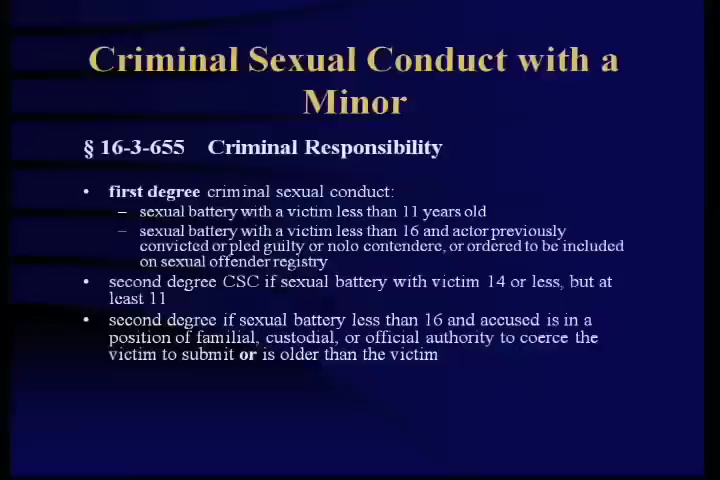 Criminal Sexual Conduct with a
Minor
§ 16-3-655 Criminal Responsibility
• first degree criminal sexual conduct:
– sexual battery with a victim less than 11 years old
– sexual battery with a victim less than 16 and actor previously
convicted or pled guilty or nolo contendere, or ordered to be included
on sexual offender registry
• second degree CSC if sexual battery with victim 14 or less, but at
least 11
• second degree if sexual battery less than 16 and accused is in a
position of familial, custodial, or official authority to coerce the
victim to submit or is older than the victim